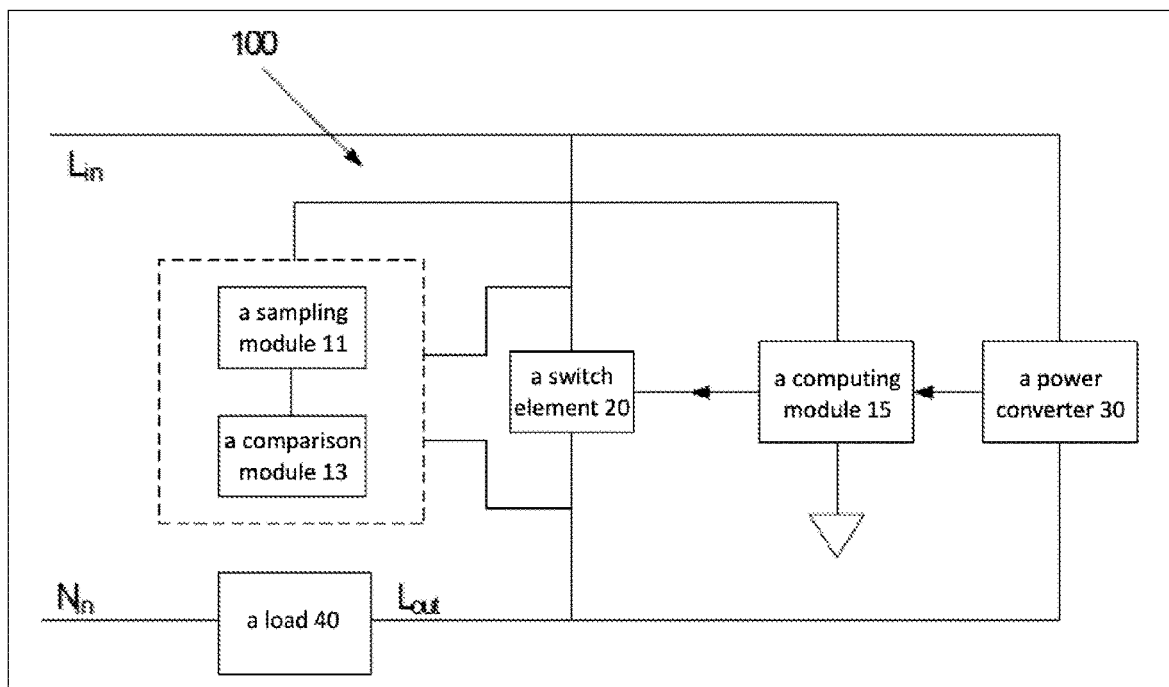 100
Lin
a sampling
module 11
a comparison
module 13
a switch
element 20
a computing
module 15
a power
converter 30
Nin
a load 40
Lout